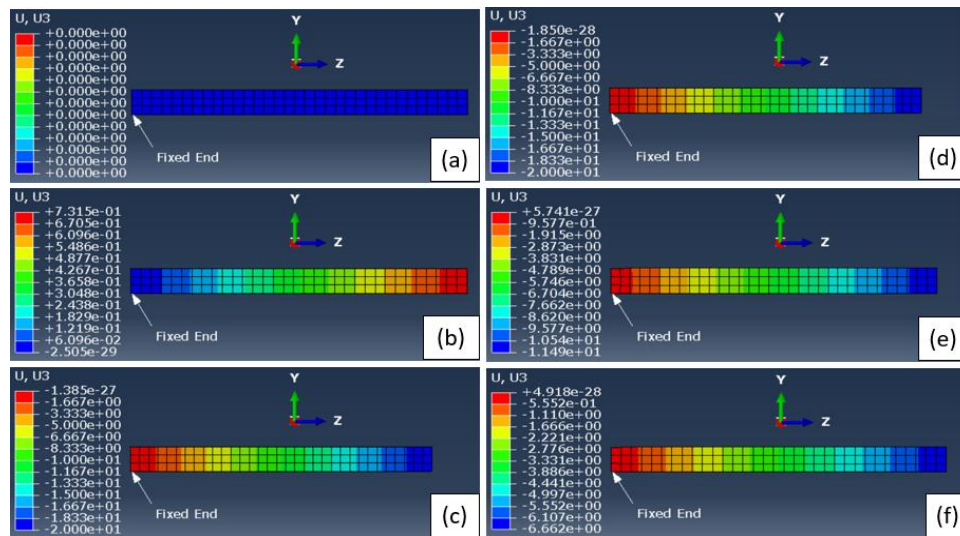 U, U3
+0.000e+00
+0.000e+00
+0.000e+00
+0.000e+00
+0.000e+00
+0.000e+00
+0.000e+00
+0.000e+00
+0.000e+00
+0.000e+00
+0.000e+00
+0.000e+00
+0.000e+00
Y
Z
Fixed End
(a)
U, U3
+7.315e-01
+6.705e-01
+6.096e-01
+5.486e-01
+4.877e-01
+4.267e-01
+3.658e-01
+3.048e-01
+2.438e-01
+1.829e-01
+1.219e-01
+6.096e-02
-2.505e-29
Y
Z
Fixed End
(b)
U, U3
-1.385e-27
-1.667e+00
-3.333e+00
-5.000e+00
-6.667e+00
-8.333e+00
-1.000e+01
-1.167e+01
-1.333e+01
-1.500e+01
-1.667e+01
-1.833e+01
-2.000e+01
Y
Z
Fixed End
(c)
U, U3
-1.850e-28
-1.667e+00
-3.333e+00
-5.000e+00
-6.667e+00
-8.333e+00
-1.000e+01
-1.167e+01
-1.333e+01
-1.500e+01
-1.667e+01
-1.833e+01
-2.000e+01
Y
Z
Fixed End
(d)
U, U3
+5.741e-27
-9.577e-01
-1.915e+00
-2.873e+00
-3.831e+00
-4.789e+00
-5.746e+00
-6.704e+00
-7.662e+00
-8.620e+00
-9.577e+00
-1.054e+01
-1.149e+01
Y
Z
Fixed End
(e)
U, U3
+4.918e-28
-5.552e-01
-1.110e+00
-1.666e+00
-2.221e+00
-2.776e+00
-3.331e+00
-3.886e+00
-4.441e+00
-4.997e+00
-5.552e+00
-6.107e+00
-6.662e+00
Y
Z
Fixed End
(f)